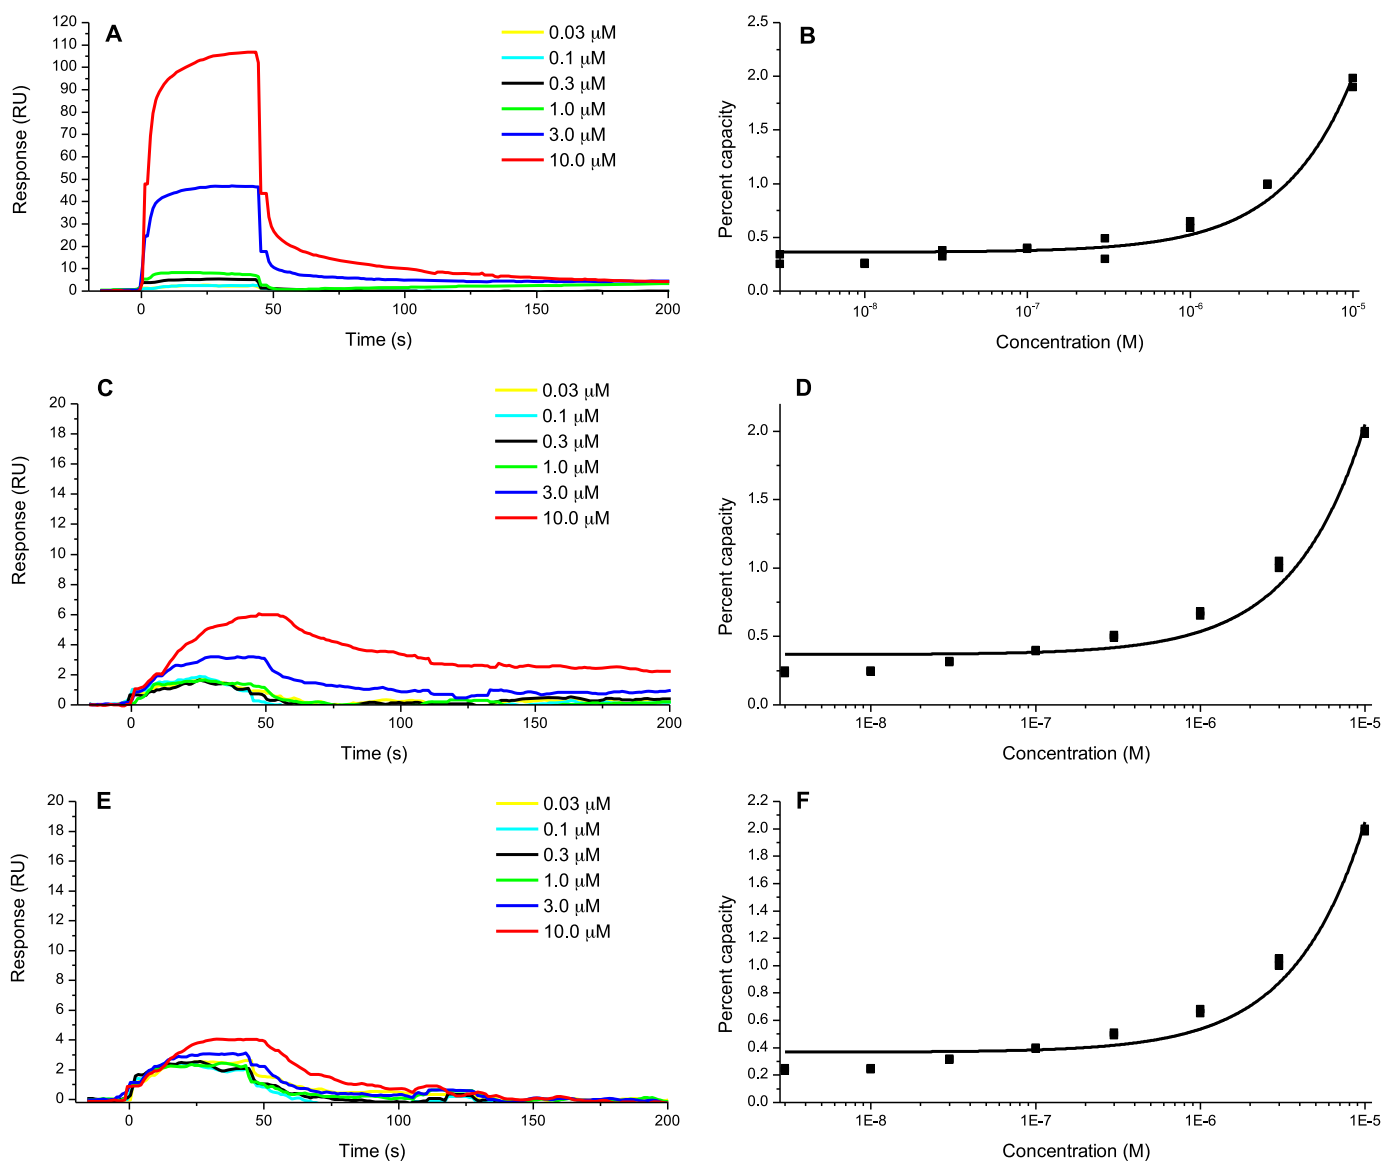 A
0.03 μM
0.1 μM
0.3 μM
1.0 μM
3.0 μM
10.0 μM
120
110
100
90
80
70
60
50
40
30
20
10
0
Response (RU)
0
50
100
150
200
Time (s)
B
2.5
2.0
1.5
1.0
0.5
0.0
Percent capacity
10-8
10-7
10-6
10-5
Concentration (M)
C
0.03 μM
0.1 μM
0.3 μM
1.0 μM
3.0 μM
10.0 μM
20
18
16
14
12
10
8
6
4
2
0
Response (RU)
0
50
100
150
200
Time (s)
D
2.0
1.5
1.0
0.5
0.0
Percent capacity
1E-8
1E-7
1E-6
1E-5
Concentration (M)
E
0.03 μM
0.1 μM
0.3 μM
1.0 μM
3.0 μM
10.0 μM
20
18
16
14
12
10
8
6
4
2
0
Response (RU)
0
50
100
150
200
Time (s)
F
2.2
2.0
1.8
1.6
1.4
1.2
1.0
0.8
0.6
0.4
0.2
0.0
Percent capacity
1E-8
1E-7
1E-6
1E-5
Concentration (M)